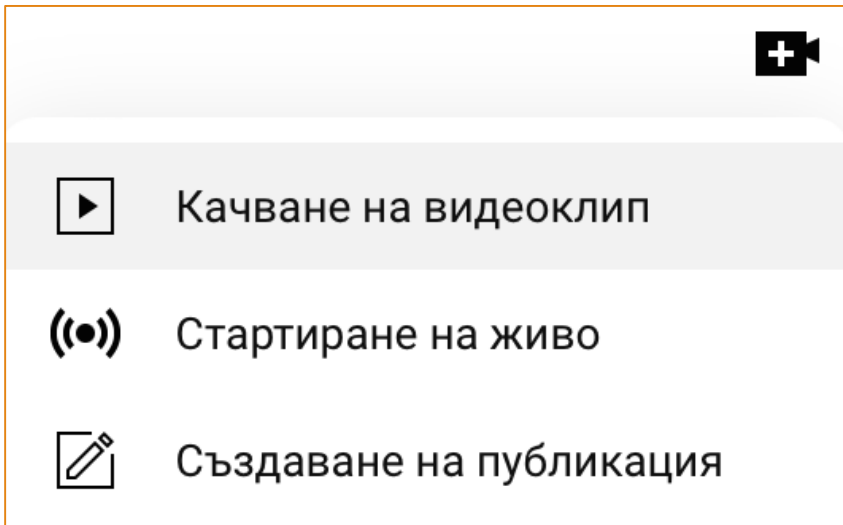 Качване на видеоклип
Стартиране на живо
Създаване на публикация